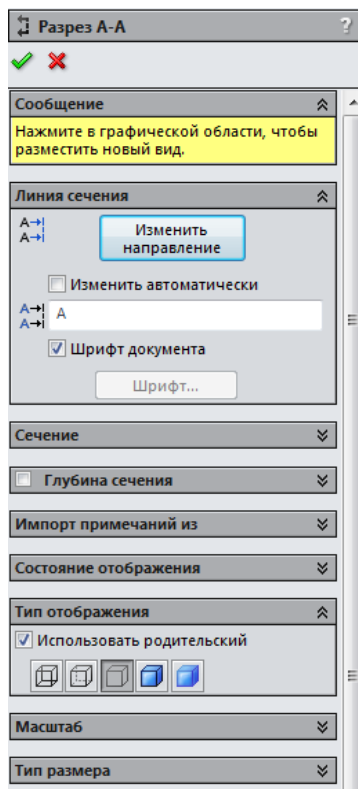 Разрез А-А
?
Сообщение
Нажмите в графической области, чтобы
разместить новый вид.
Линия сечения
A
A
Изменить
направление
Изменить автоматически
A
A
A
Шрифт документа
Шрифт...
Сечение
Глубина сечения
Импорт примечаний из
Состояние отображения
Тип отображения
Использовать родительский
Масштаб
Тип размера